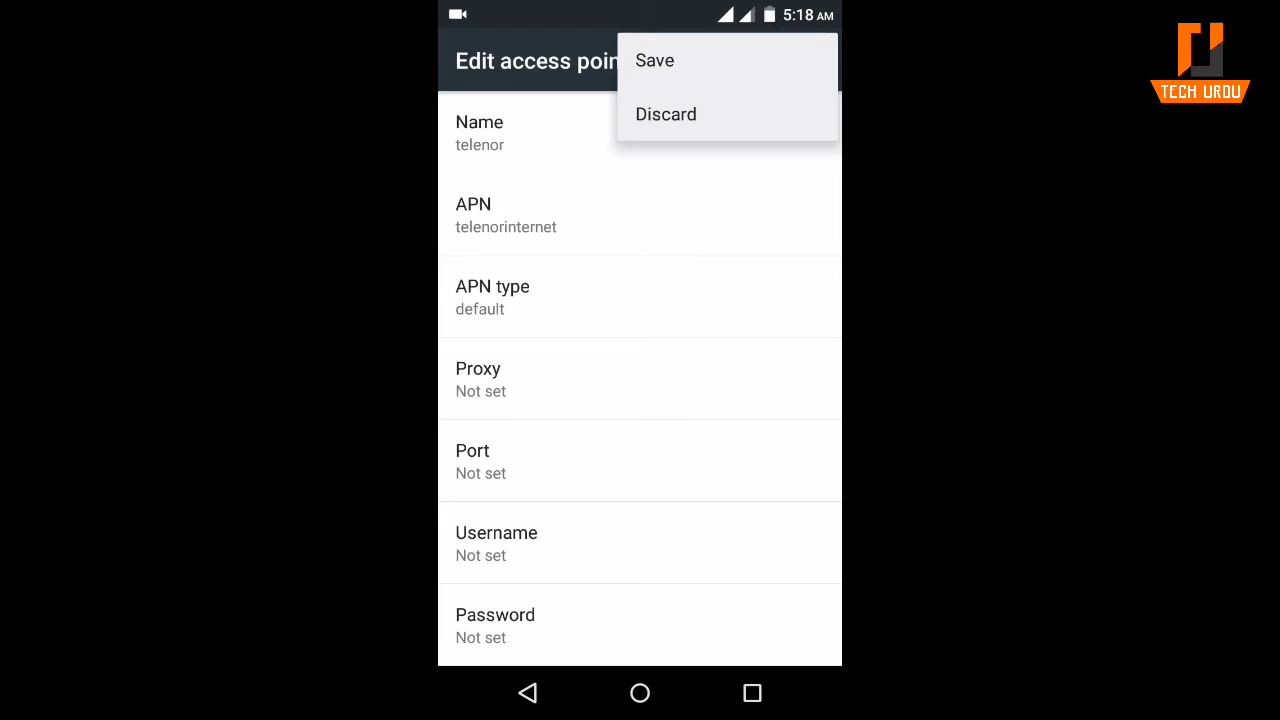 5:18 AM
Edit access poin
Save
Discard
Name
telenor
APN
telenorinternet
APN type
default
Proxy
Not set
Port
Not set
Username
Not set
Password
Not set
TECH URDU